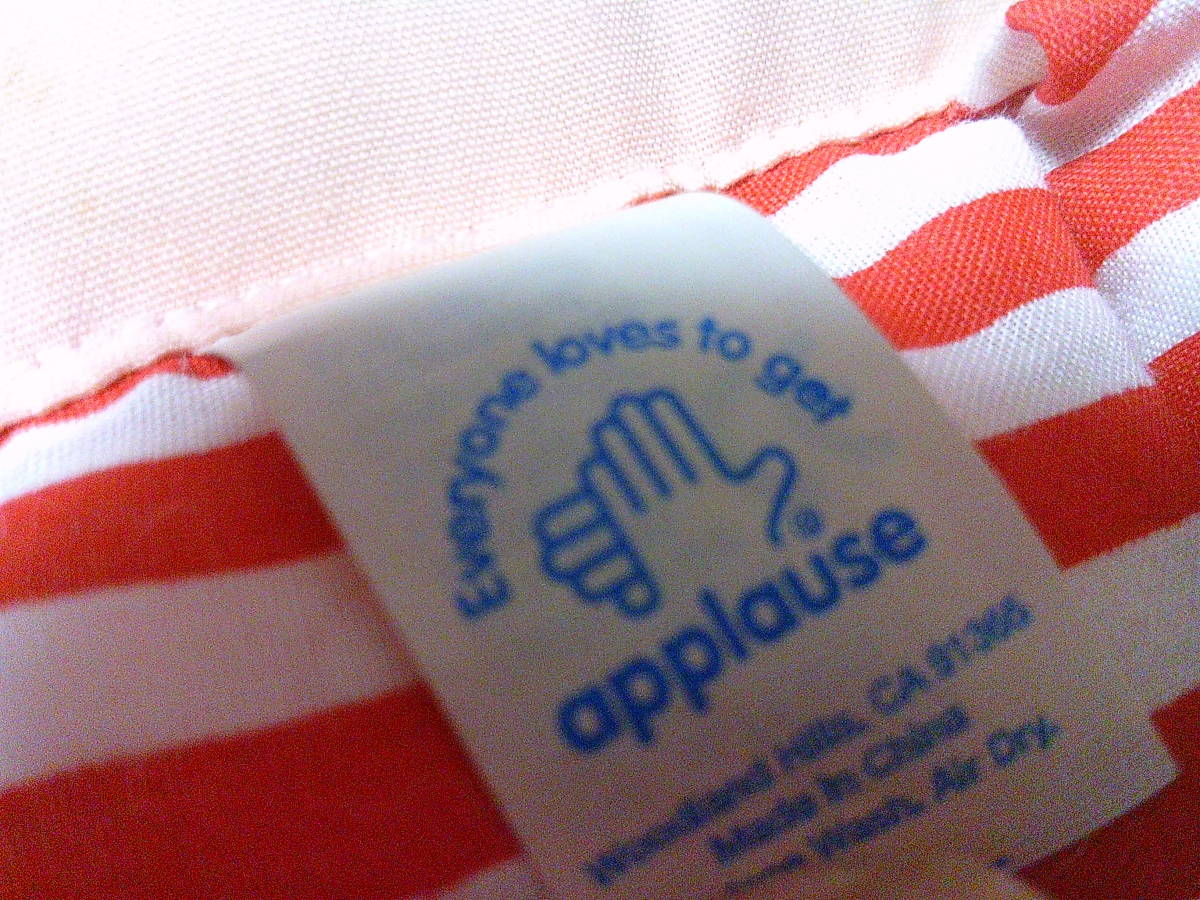 Everyone loves to get
®
applause
Woodland Hills, CA 91365
Made in China
Wash, Air Dry.